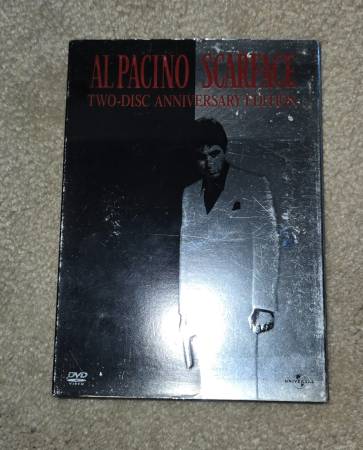 AL PACINO SCARFACE
TWO-DISC ANNIVERSARY EDITION
DVD
VIDEO
UNIVERSAL